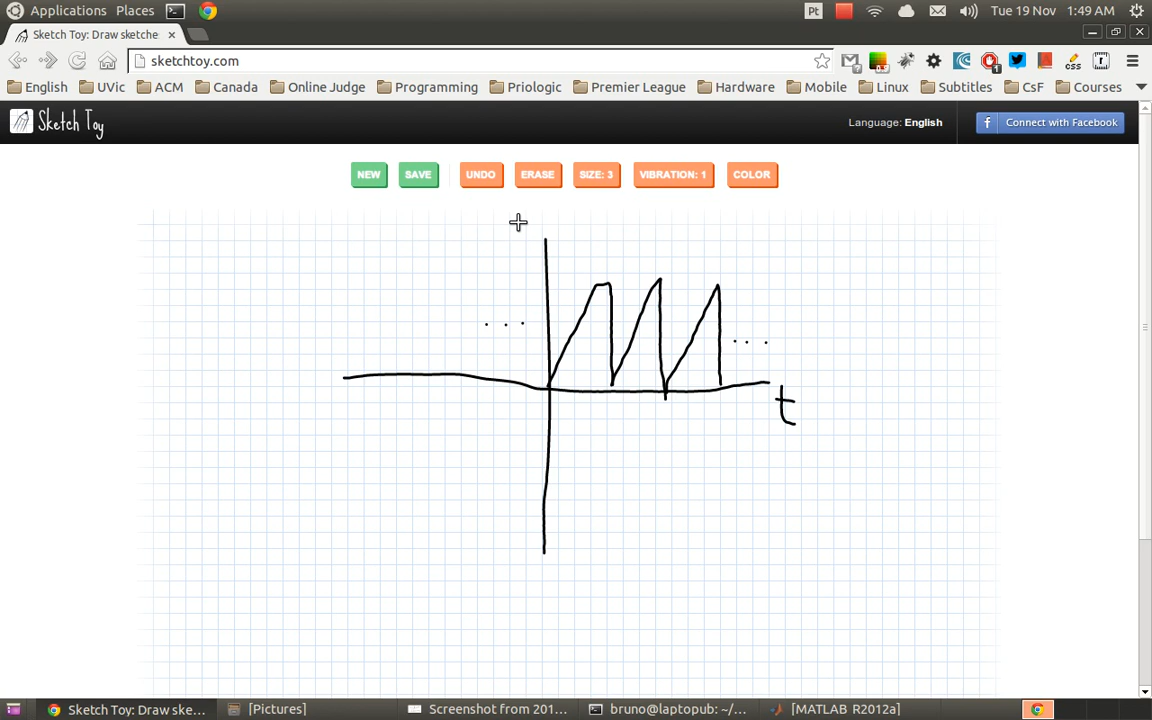 Applications Places Pt Tue 19 Nov 1:49 AM
Sketch Toy: Draw sketche
sketchtoy.com
English UVic ACM Canada Online Judge Programming Priologic Premier League Hardware Mobile Linux Subtitles CsF Courses
Sketch Toy Language: English Connect with Facebook
NEW SAVE UNDO ERASE SIZE: 3 VIBRATION: 1 COLOR
. . . . . .
t
Sketch Toy: Draw ske... [Pictures] Screenshot from 201... bruno@laptopub: ~/... [MATLAB R2012a]